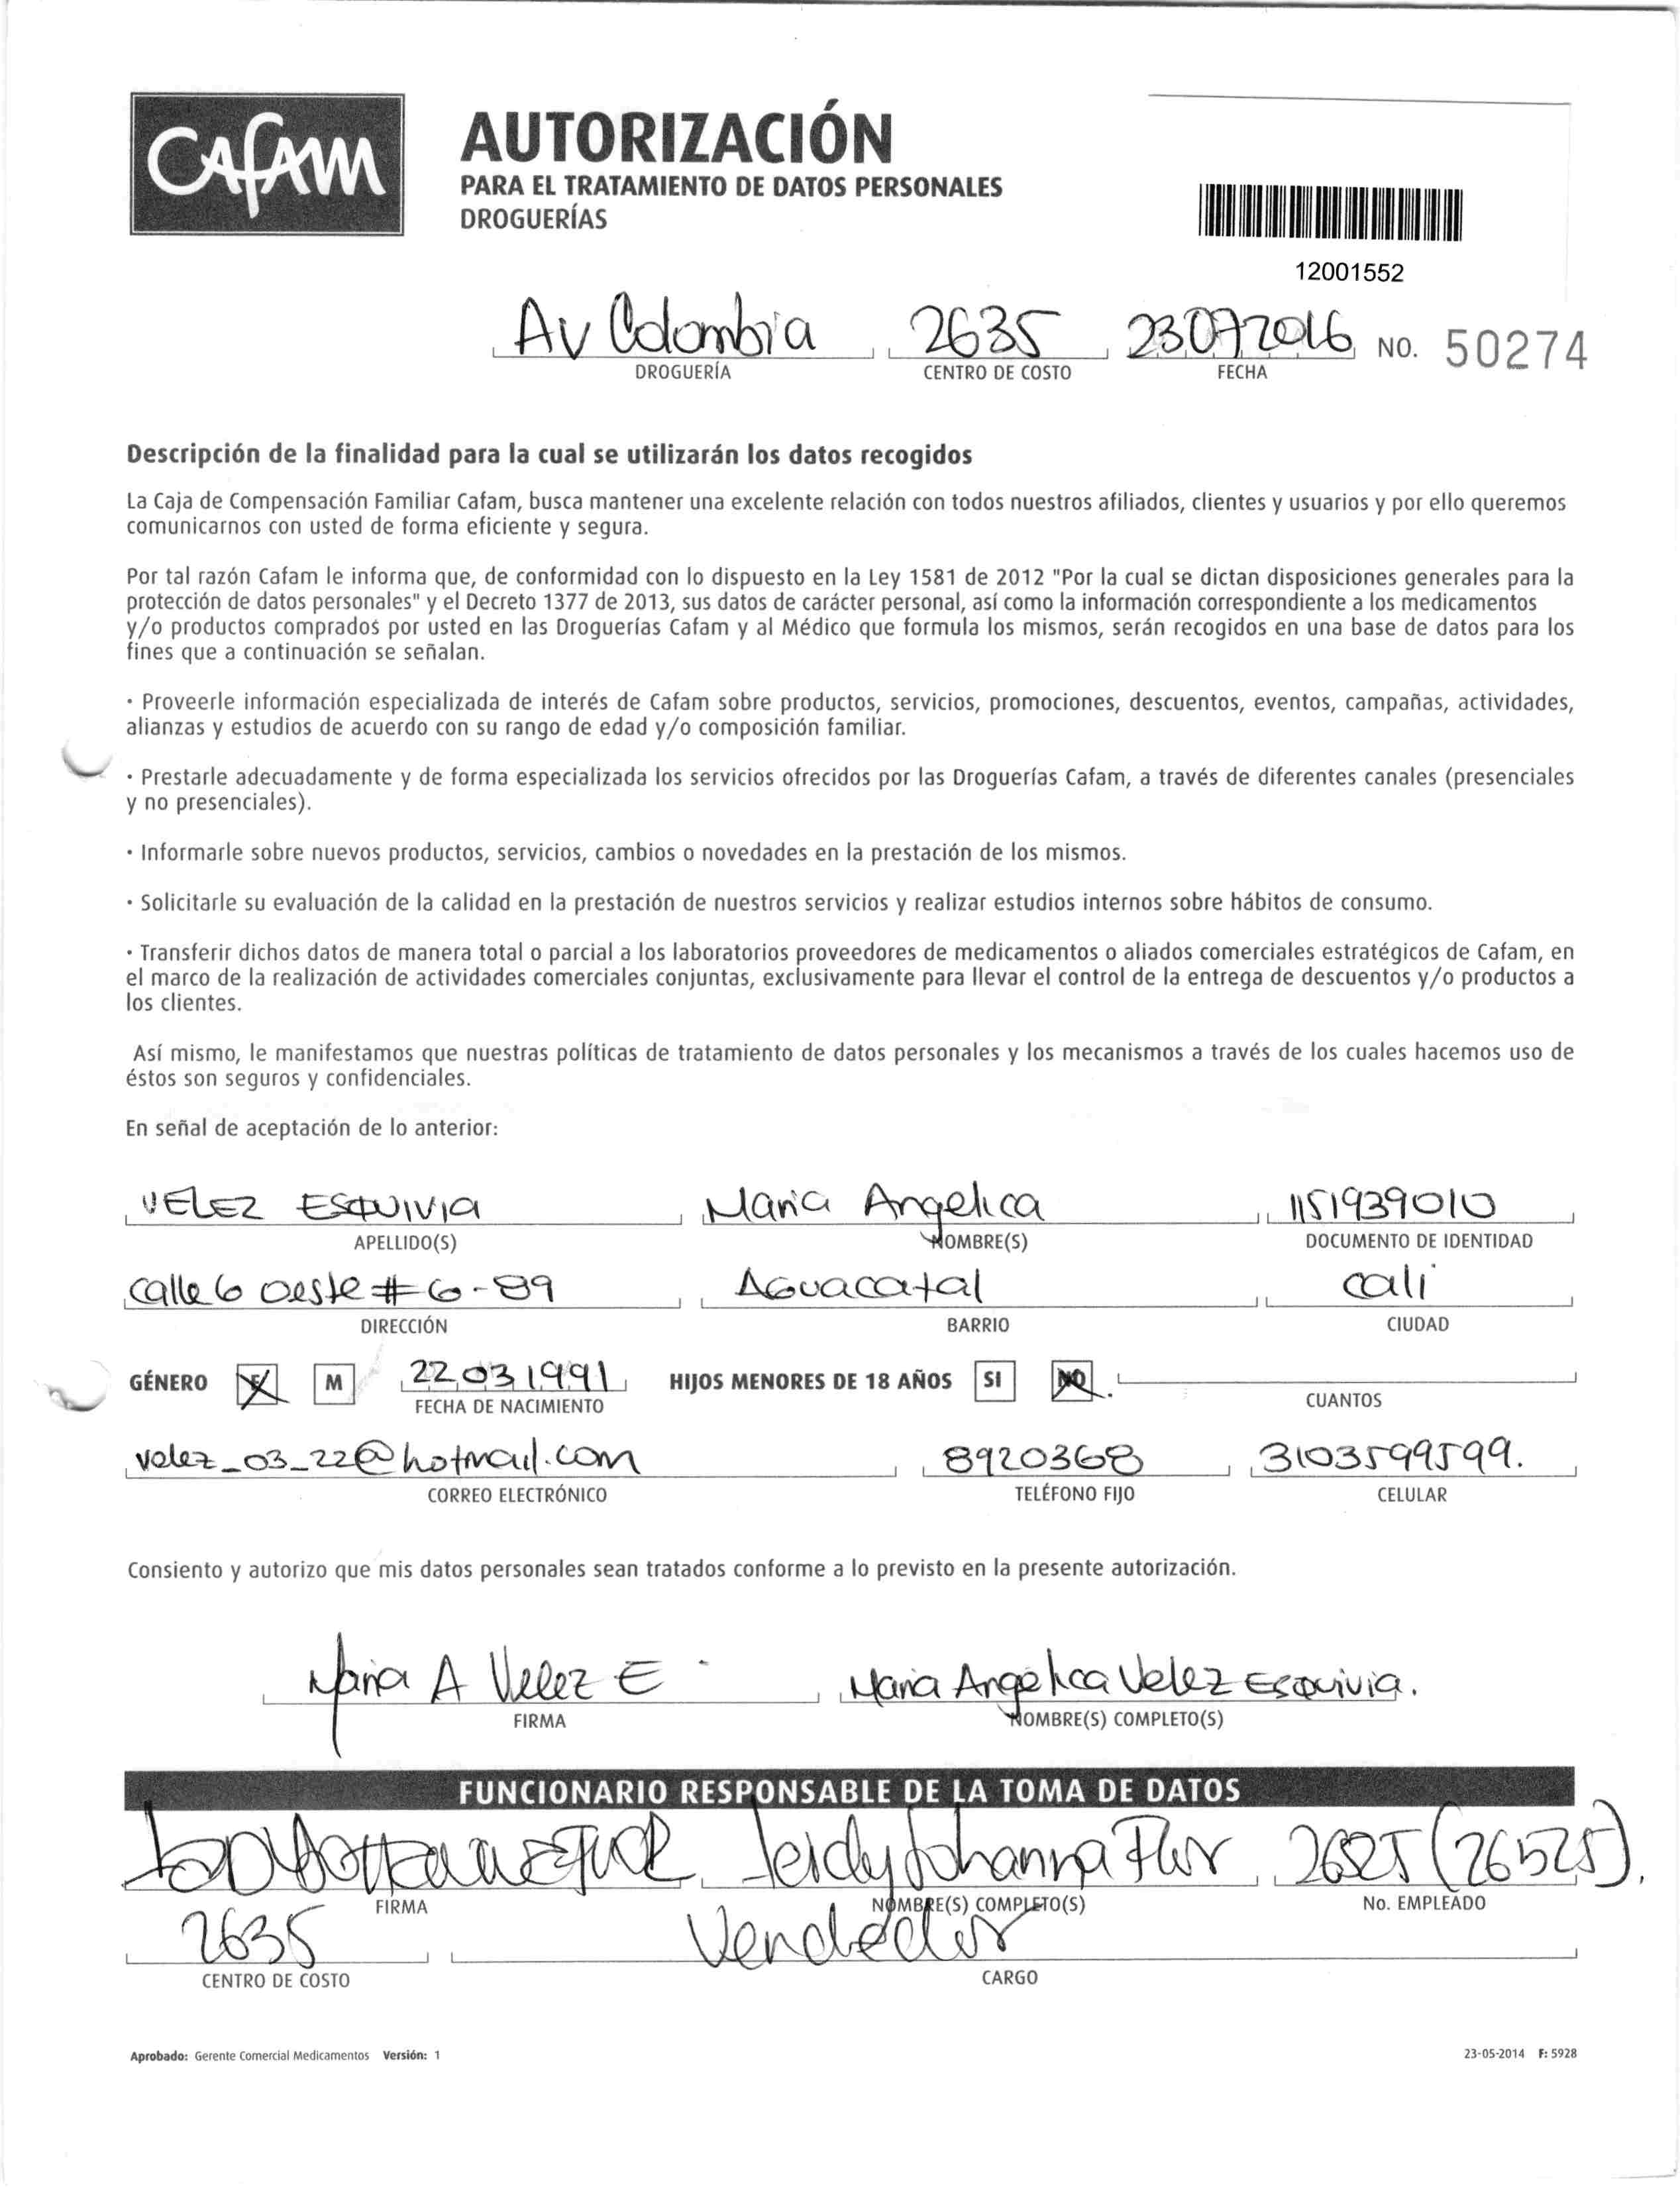 Cafam
AUTORIZACIÓN
PARA EL TRATAMIENTO DE DATOS PERSONALES
DROGUERÍAS
12001552
Av Colombia 2635 23072016 NO. 50274
DROGUERÍA CENTRO DE COSTO FECHA
Descripción de la finalidad para la cual se utilizarán los datos recogidos
La Caja de Compensación Familiar Cafam, busca mantener una excelente relación con todos nuestros afiliados, clientes y usuarios y por ello queremos
comunicarnos con usted de forma eficiente y segura.
Por tal razón Cafam le informa que, de conformidad con lo dispuesto en la Ley 1581 de 2012 "Por la cual se dictan disposiciones generales para la
protección de datos personales" y el Decreto 1377 de 2013, sus datos de carácter personal, así como la información correspondiente a los medicamentos
y/o productos comprados por usted en las Droguerías Cafam y al Médico que formula los mismos, serán recogidos en una base de datos para los
fines que a continuación se señalan.
· Proveerle información especializada de interés de Cafam sobre productos, servicios, promociones, descuentos, eventos, campañas, actividades,
alianzas y estudios de acuerdo con su rango de edad y/o composición familiar.
· Prestarle adecuadamente y de forma especializada los servicios ofrecidos por las Droguerías Cafam, a través de diferentes canales (presenciales
y no presenciales).
· Informarle sobre nuevos productos, servicios, cambios o novedades en la prestación de los mismos.
· Solicitarle su evaluación de la calidad en la prestación de nuestros servicios y realizar estudios internos sobre hábitos de consumo.
· Transferir dichos datos de manera total o parcial a los laboratorios proveedores de medicamentos o aliados comerciales estratégicos de Cafam, en
el marco de la realización de actividades comerciales conjuntas, exclusivamente para llevar el control de la entrega de descuentos y/o productos a
los clientes.
Así mismo, le manifestamos que nuestras políticas de tratamiento de datos personales y los mecanismos a través de los cuales hacemos uso de
éstos son seguros y confidenciales.
En señal de aceptación de lo anterior:
VELEZ ESQUIVIA Maria Angelica 1151939010
APELLIDO(S) NOMBRE(S) DOCUMENTO DE IDENTIDAD
Calle 6 Oeste # 6-89 Aguacatal cali
DIRECCIÓN BARRIO CIUDAD
GÉNERO F M 22031991 HIJOS MENORES DE 18 AÑOS SI NO
FECHA DE NACIMIENTO CUANTOS
velez_03_22@hotmail.com 8920368 3103599599.
CORREO ELECTRÓNICO TELÉFONO FIJO CELULAR
Consiento y autorizo que mis datos personales sean tratados conforme a lo previsto en la presente autorización.
Maria A Velez E Maria Angelica Velez Esquivia.
FIRMA NOMBRE(S) COMPLETO(S)
FUNCIONARIO RESPONSABLE DE LA TOMA DE DATOS
Leidy Johanna Flor (26525).
FIRMA NOMBRE(S) COMPLETO(S) No. EMPLEADO
2635 Vendedor
CENTRO DE COSTO CARGO
Aprobado: Gerente Comercial Medicamentos Versión: 1 23-05-2014 F: 5928